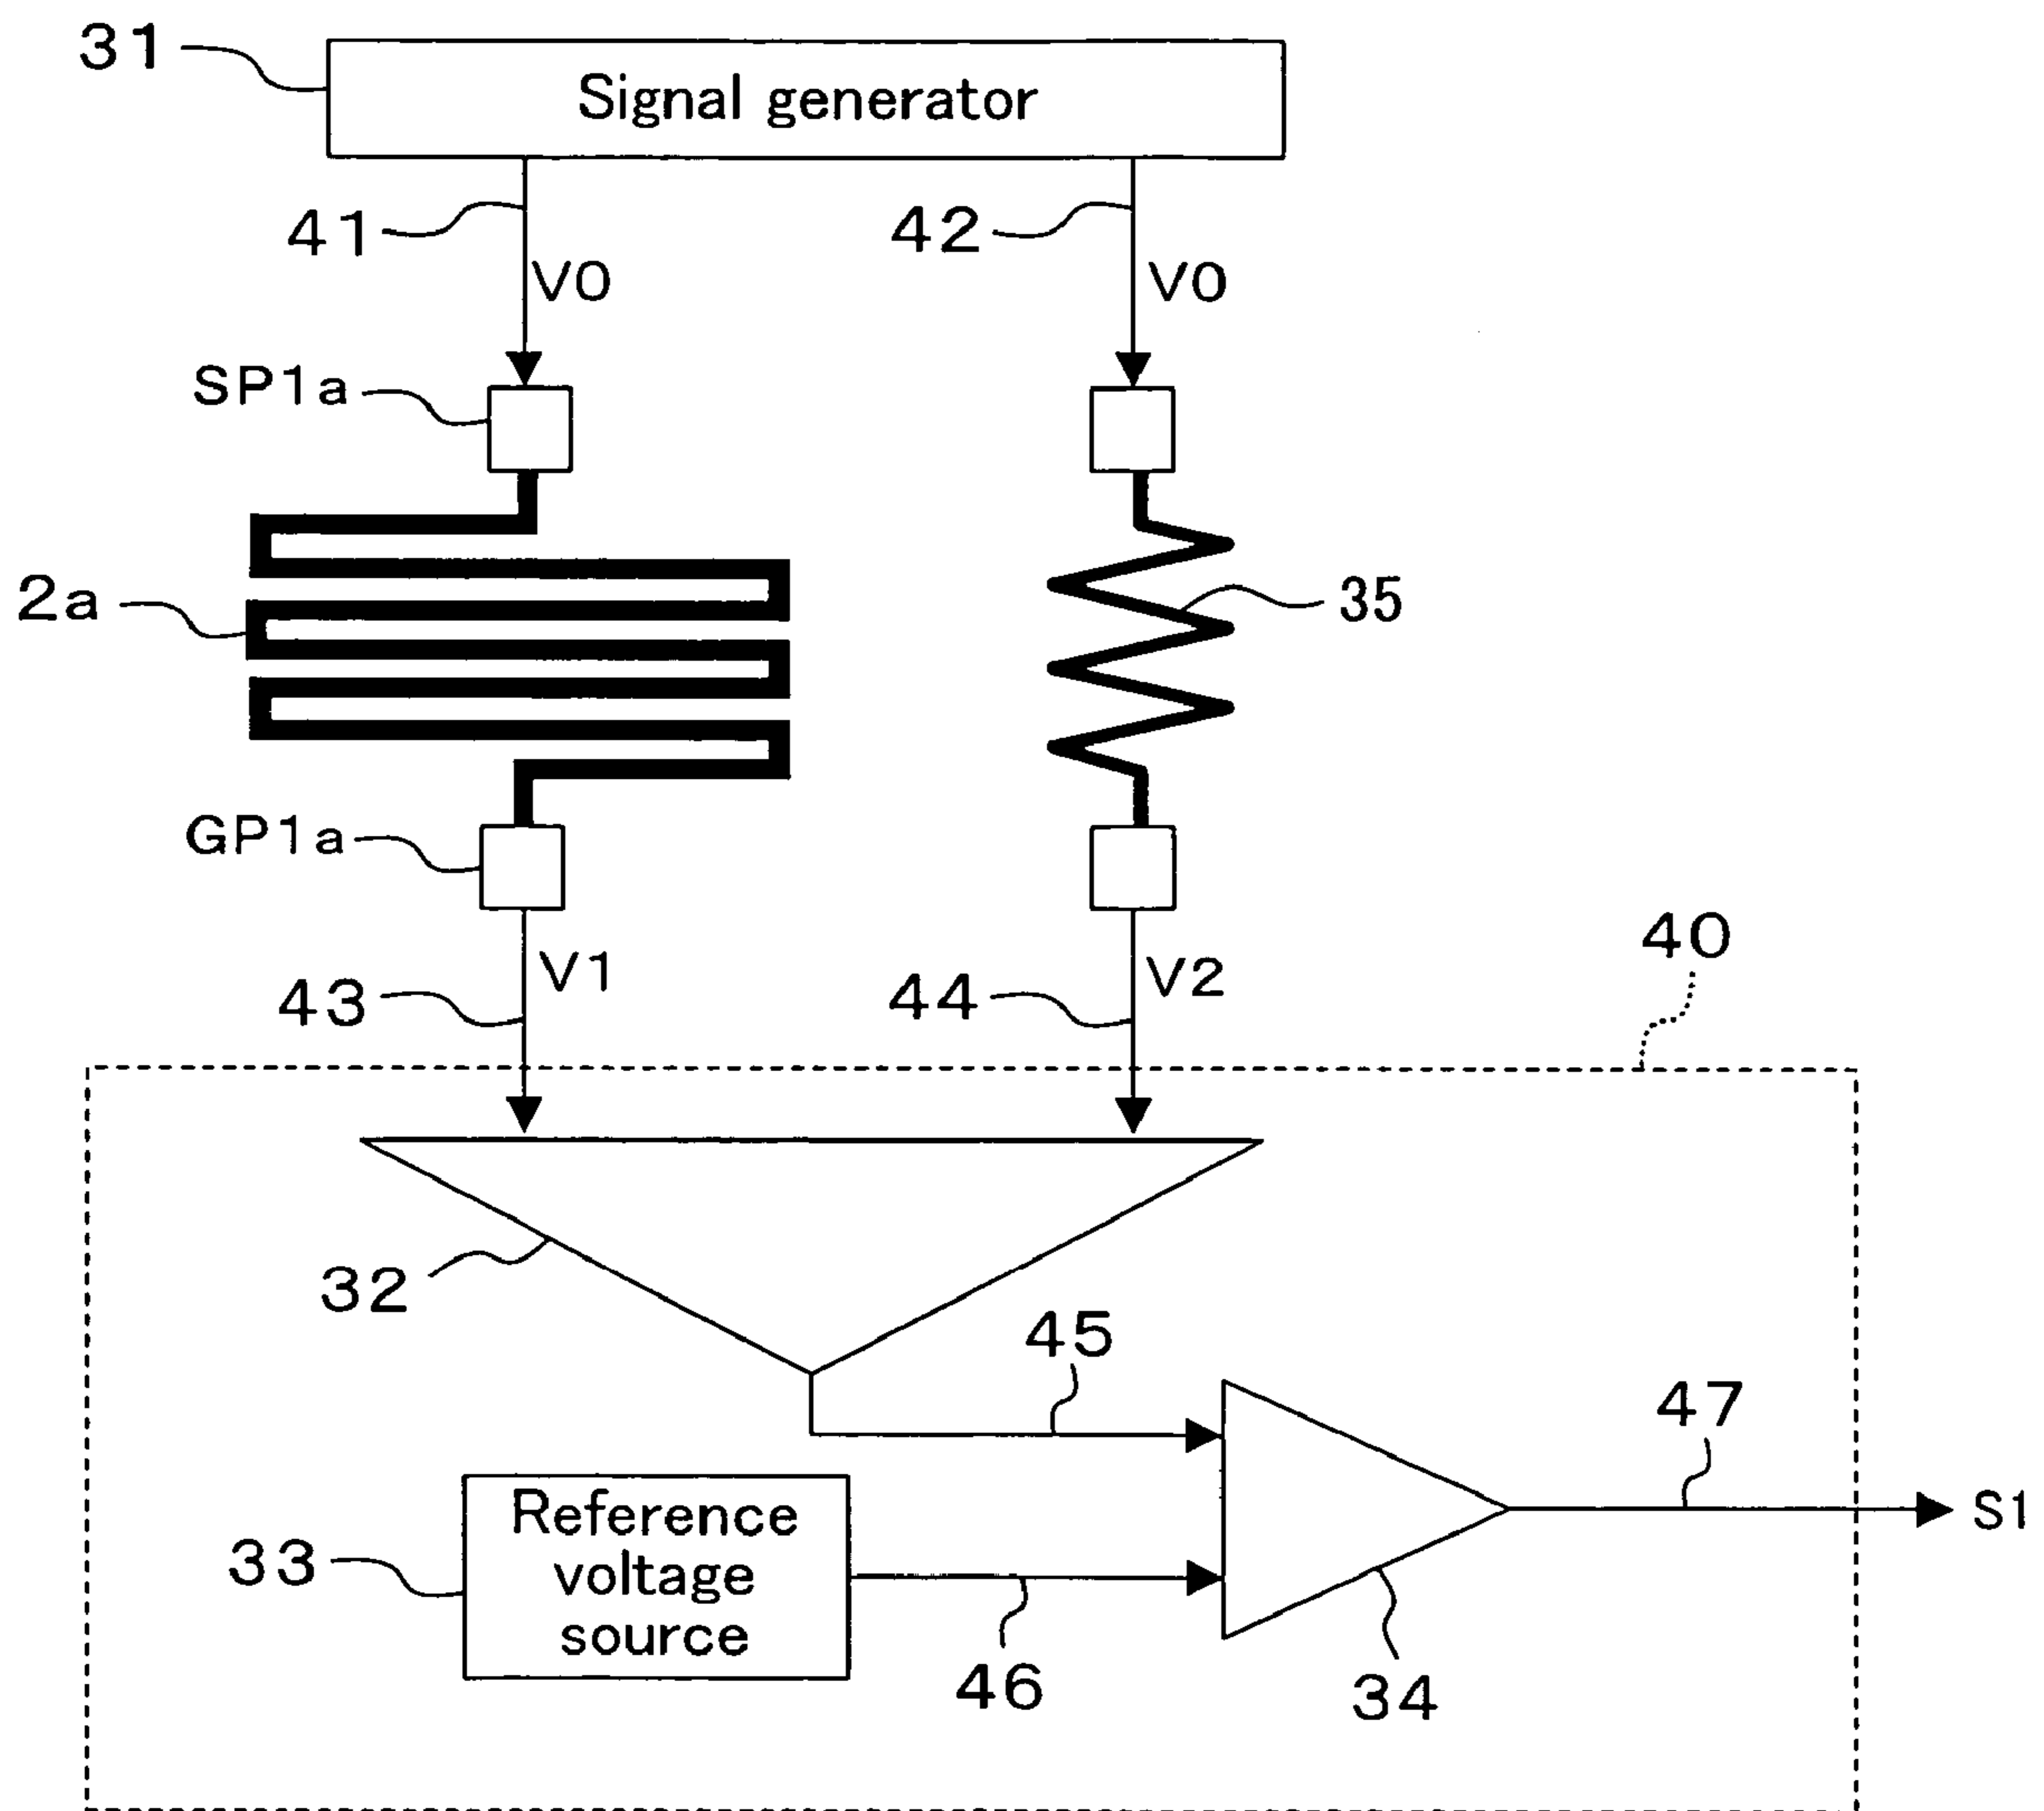 31
Signal generator
41
42
V0
V0
SP1a
2a
35
GP1a
V1
V2
43
44
40
32
45
47
S1
Reference
voltage
source
33
46
34